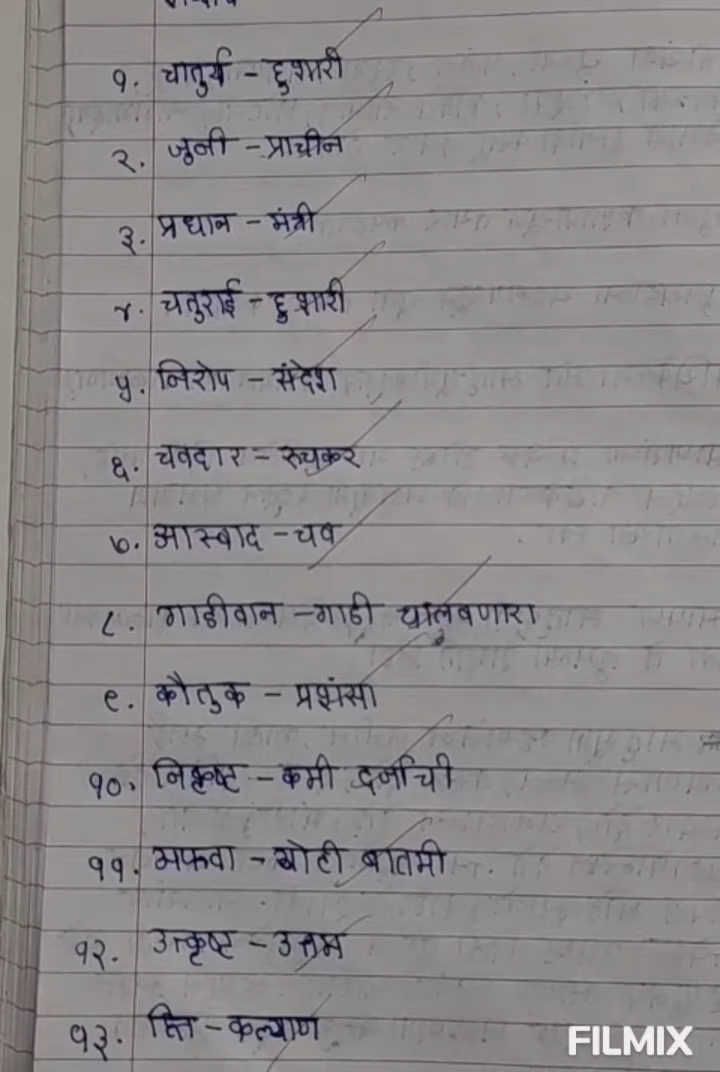 १. चातुर्य - हुशारी
२. जुनी - प्राचीन
३. प्रधान - मंत्री
४. चतुराई - हुशारी
५. निरोप - संदेश
६. चवदार - रुचकर
७. आस्वाद - चव
८. गाडीवान - गाडी चालवणारा
९. कौतुक - प्रशंसा
१०. निकृष्ट - कमी दर्जाची
११. अफवा - खोटी बातमी
१२. उत्कृष्ट - उत्तम
१३. हित - कल्याण
FILMIX